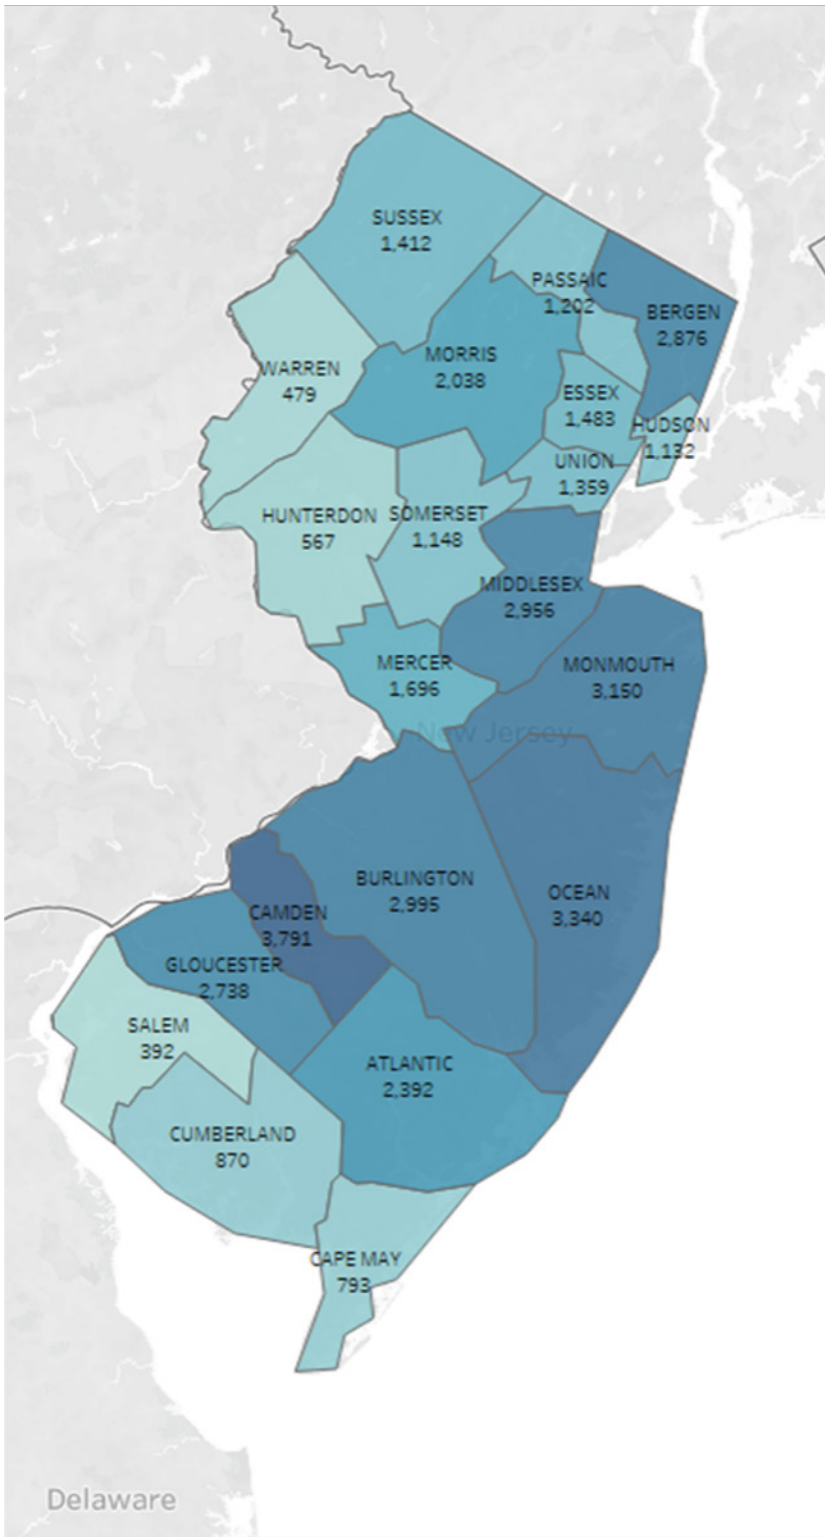 SUSSEX
1,412
PASSAIC
1,202
BERGEN
2,876
WARREN
479
MORRIS
2,038
ESSEX
1,483
HUDSON
1,132
UNION
1,359
HUNTERDON
567
SOMERSET
1,148
MIDDLESEX
2,956
MERCER
1,696
MONMOUTH
3,150
New Jersey
BURLINGTON
2,995
OCEAN
3,340
CAMDEN
3,791
GLOUCESTER
2,738
SALEM
392
ATLANTIC
2,392
CUMBERLAND
870
CAPE MAY
793
Delaware